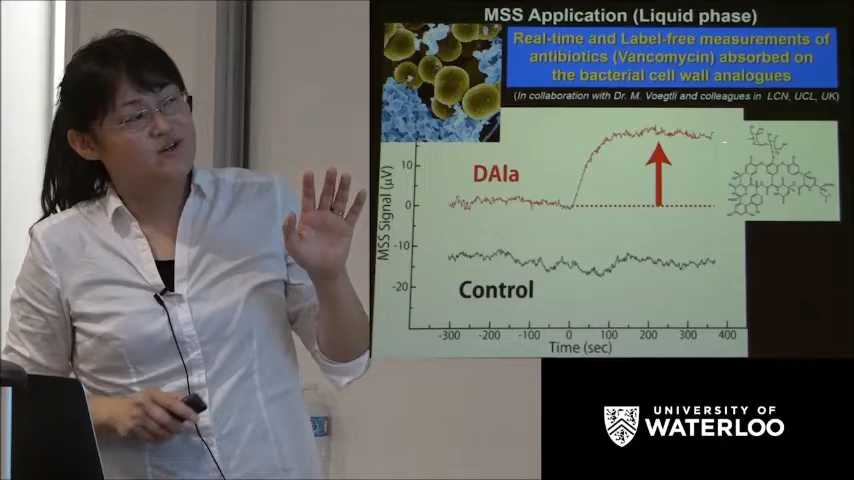 MSS Application (Liquid phase)
Real-time and Label-free measurements of
antibiotics (Vancomycin) absorbed on
the bacterial cell wall analogues
(In collaboration with Dr. M. Voegtli and colleagues in LCN, UCL, UK)
10
DAla
MSS Signal (μV)
0
-10
Control
-20
-300 -200 -100 0 100 200 300 400
Time (sec)
UNIVERSITY OF
WATERLOO